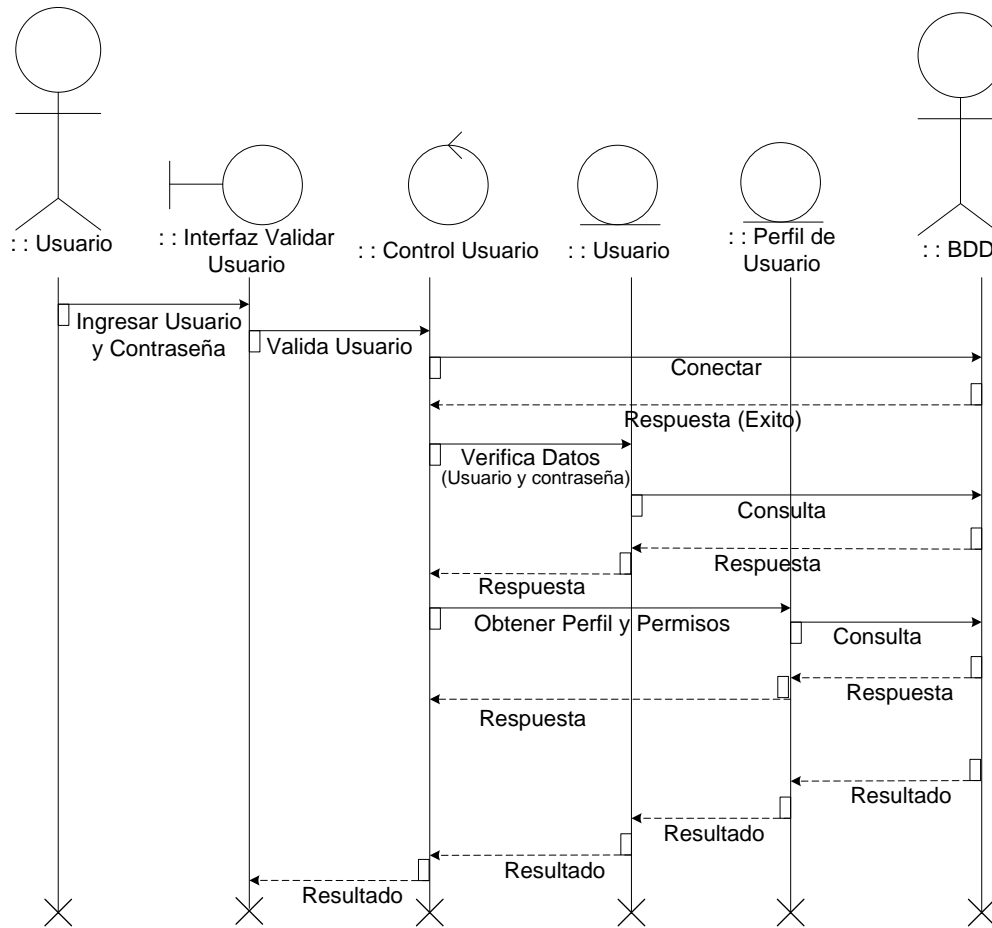 : : Usuario
: : Interfaz Validar
Usuario
: : Control Usuario
: : Usuario
: : Perfil de
Usuario
: : BDD
Ingresar Usuario
y Contraseña
Valida Usuario
Conectar
Respuesta (Exito)
Verifica Datos
(Usuario y contraseña)
Consulta
Respuesta
Respuesta
Obtener Perfil y Permisos
Consulta
Respuesta
Respuesta
Resultado
Resultado
Resultado
Resultado